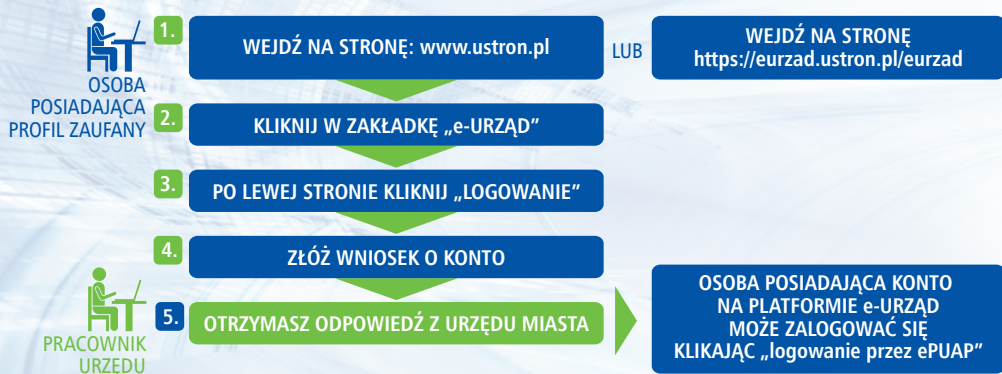 1.
WEJDŹ NA STRONĘ: www.ustron.pl
LUB
WEJDŹ NA STRONĘ
https://eurzad.ustron.pl/eurzad
OSOBA
POSIADAJĄCA
PROFIL ZAUFANY
2.
KLIKNIJ W ZAKŁADKĘ „e-URZĄD”
3.
PO LEWEJ STRONIE KLIKNIJ „LOGOWANIE”
4.
ZŁÓŻ WNIOSEK O KONTO
5.
OTRZYMASZ ODPOWIEDŹ Z URZĘDU MIASTA
PRACOWNIK
URZĘDU
OSOBA POSIADAJĄCA KONTO
NA PLATFORMIE e-URZĄD
MOŻE ZALOGOWAĆ SIĘ
KLIKAJĄC „logowanie przez ePUAP”